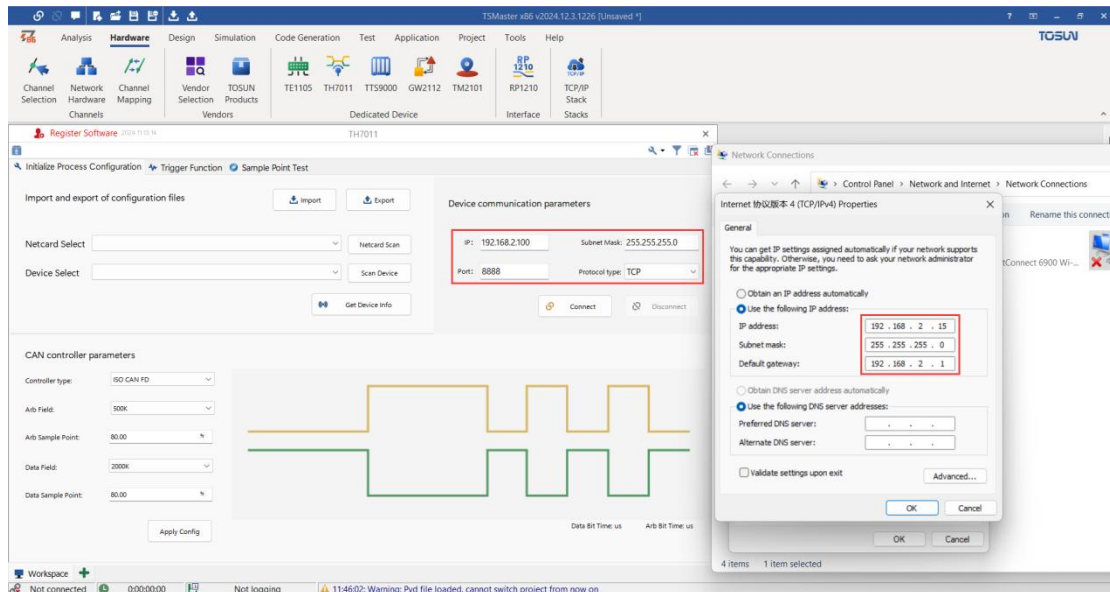 TSMaster x86 v2024.12.3.1226 [Unsaved *]
Analysis Hardware Design Simulation Code Generation Test Application Project Tools Help
TOSUN
Channel Selection
Network Hardware
Channel Mapping
Vendor Selection
TOSUN Products
TE1105
TH7011
TTS9000
GW2112
TM2101
RP1210
RP1210
TCP/IP
TCP/IP Stack
Channels Vendors Dedicated Device Interface Stacks
Register Software
TH7011
Initialize Process Configuration Trigger Function Sample Point Test
Import and export of configuration files
Import Export
Netcard Select Netcard Scan
Device Select Scan Device
Get Device Info
Device communication parameters
IP: 192.168.2.100 Subnet Mask: 255.255.255.0
Port: 8888 Protocol type: TCP
Connect Disconnect
CAN controller parameters
Controller type: ISO CAN FD
Arb Field: 500K
Arb Sample Point: 80.00 %
Data Field: 2000K
Data Sample Point: 80.00 %
Apply Config
Data Bit Time: us Arb Bit Time: us
Network Connections
Control Panel > Network and Internet > Network Connections
Rename this connecti
tConnect 6900 Wi-...
Internet 协议版本 4 (TCP/IPv4) Properties
General
You can get IP settings assigned automatically if your network supports
this capability. Otherwise, you need to ask your network administrator
for the appropriate IP settings.
Obtain an IP address automatically
Use the following IP address:
IP address: 192 . 168 . 2 . 15
Subnet mask: 255 . 255 . 255 . 0
Default gateway: 192 . 168 . 2 . 1
Obtain DNS server address automatically
Use the following DNS server addresses:
Preferred DNS server: . . .
Alternate DNS server: . . .
Validate settings upon exit
Advanced...
OK Cancel
OK Cancel
4 items 1 item selected
Workspace
Not connected 0:00:00:00 Not logging 11:46:02: Warning: Pyd file loaded, cannot switch project from now on